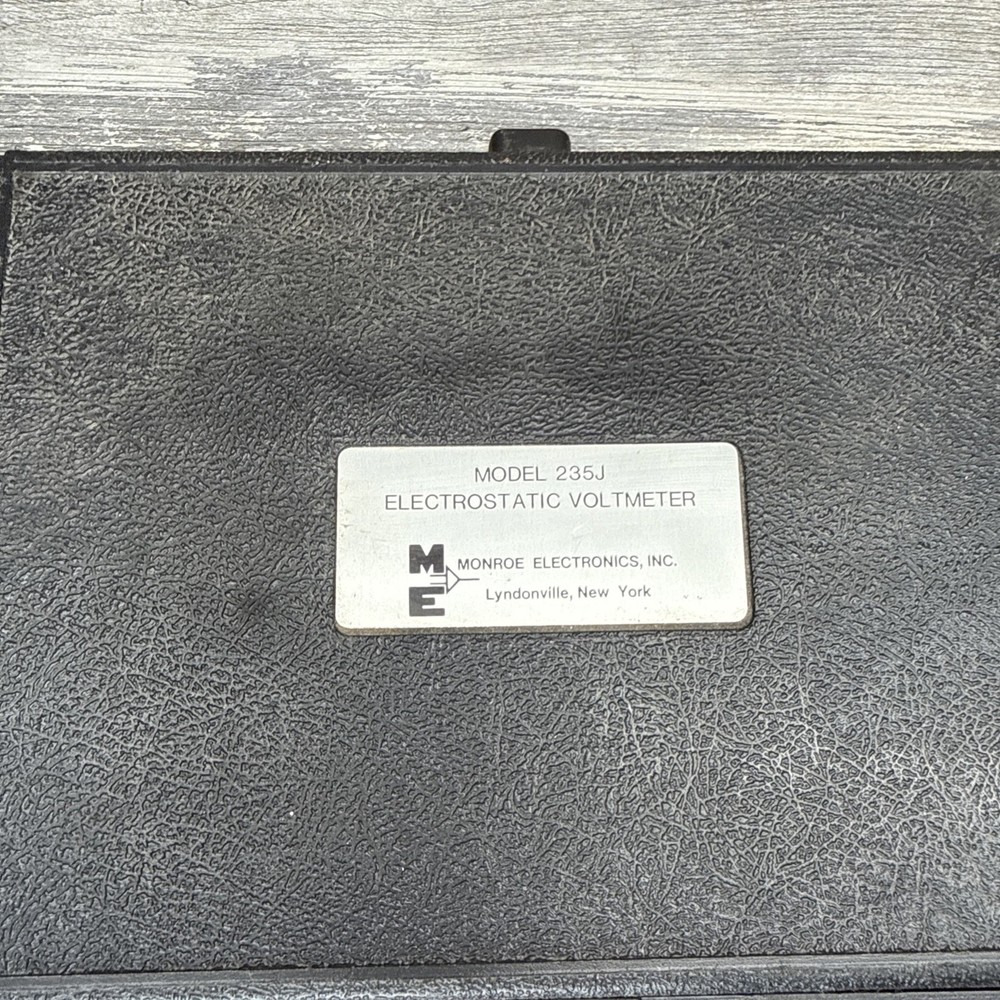 MODEL 235J
ELECTROSTATIC VOLTMETER
M
E
MONROE ELECTRONICS, INC.
Lyndonville, New York